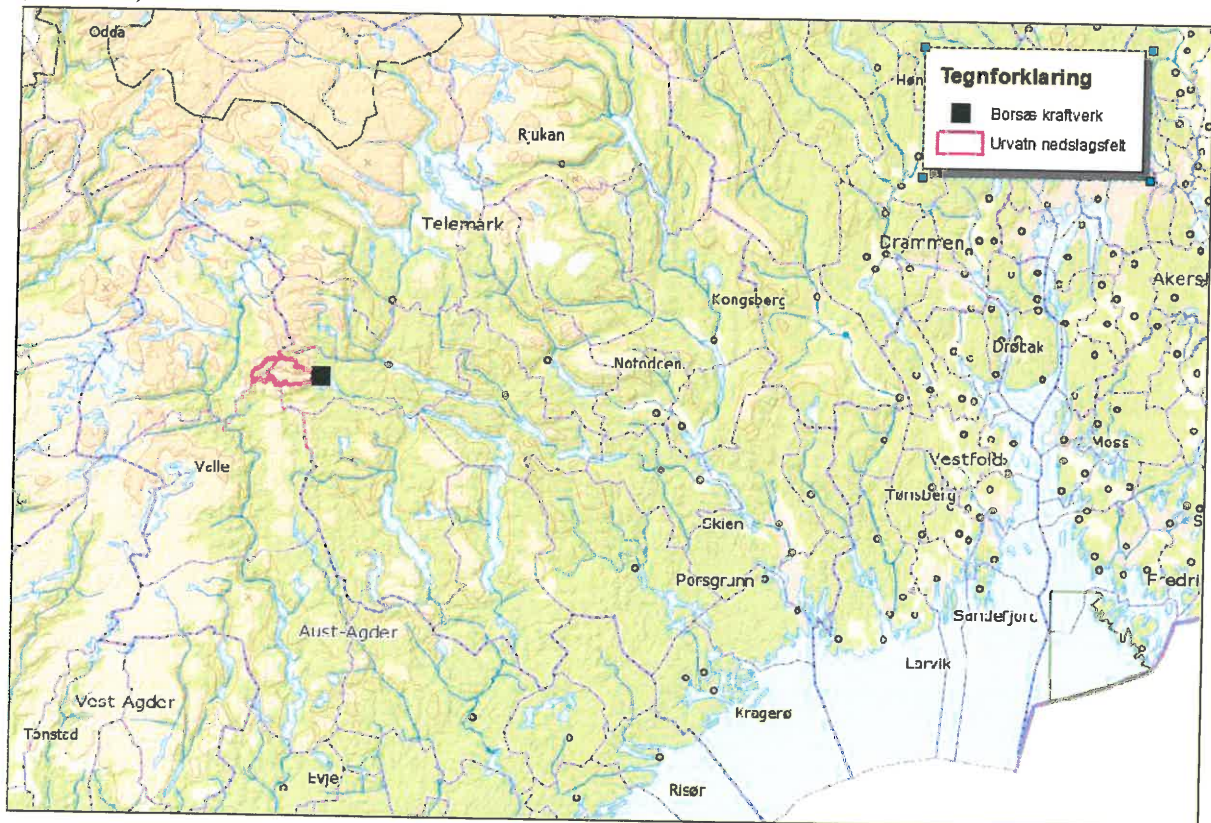 Odda
Tegnforklaring
Høn
Borsæ kraftverk
Rjukan
Urvatn nedslagsfelt
Telemark
Drammen
Akersh
Kongsberg
Drøbak
Notodden
Moss
Valle
Vestfold
Tønsberg
S
Skien
Porsgrunn
Fredri
Sandefjord
Aust-Agder
Larvik
Vest-Agder
Kragerø
Tonstad
Evje
Risør